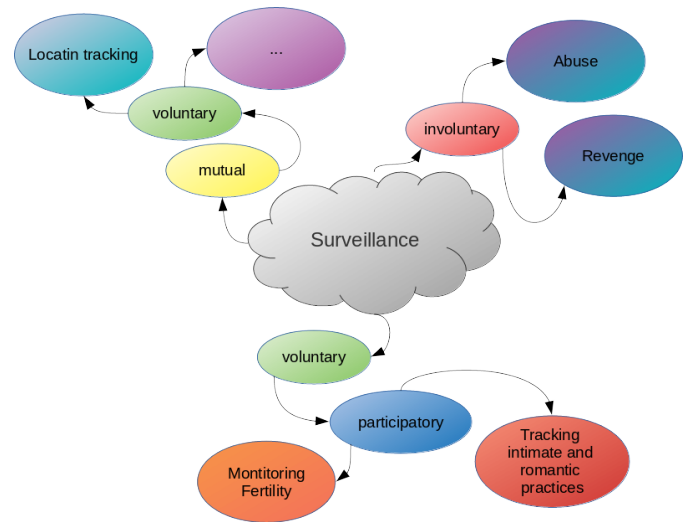 Locatin tracking
...
Abuse
voluntary
involuntary
Revenge
mutual
Surveillance
voluntary
participatory
Tracking
intimate and
romantic
practices
Montitoring
Fertility